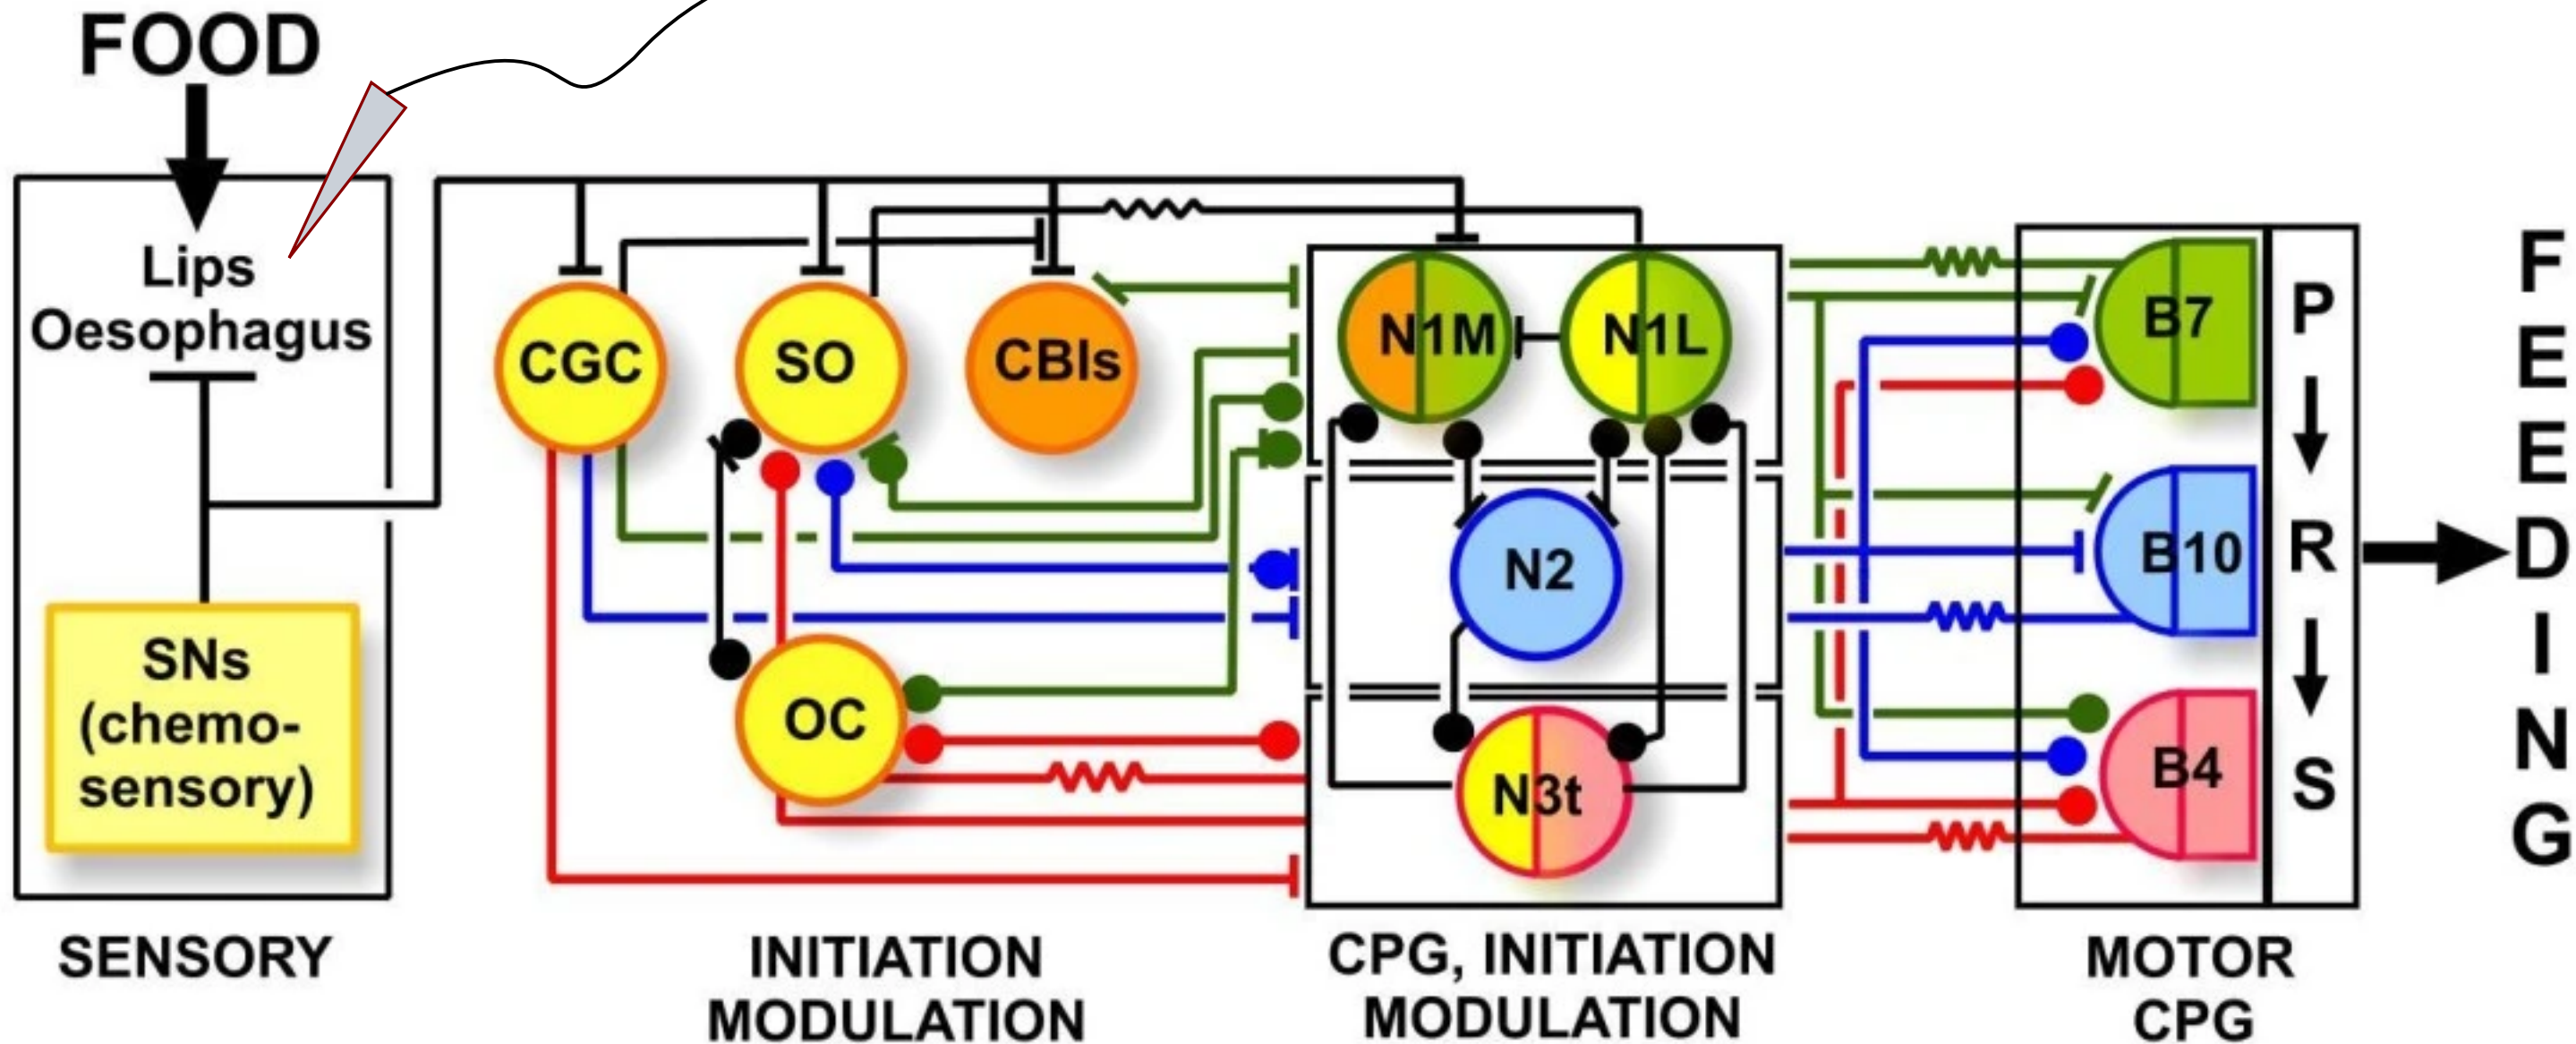 FOOD
Lips
Oesophagus
SNs
(chemo-
sensory)
SENSORY
CGC
SO
CBIs
OC
INITIATION
MODULATION
N1M
N1L
N2
N3t
CPG, INITIATION
MODULATION
B7
B10
B4
P
R
S
MOTOR
CPG
FEEDING